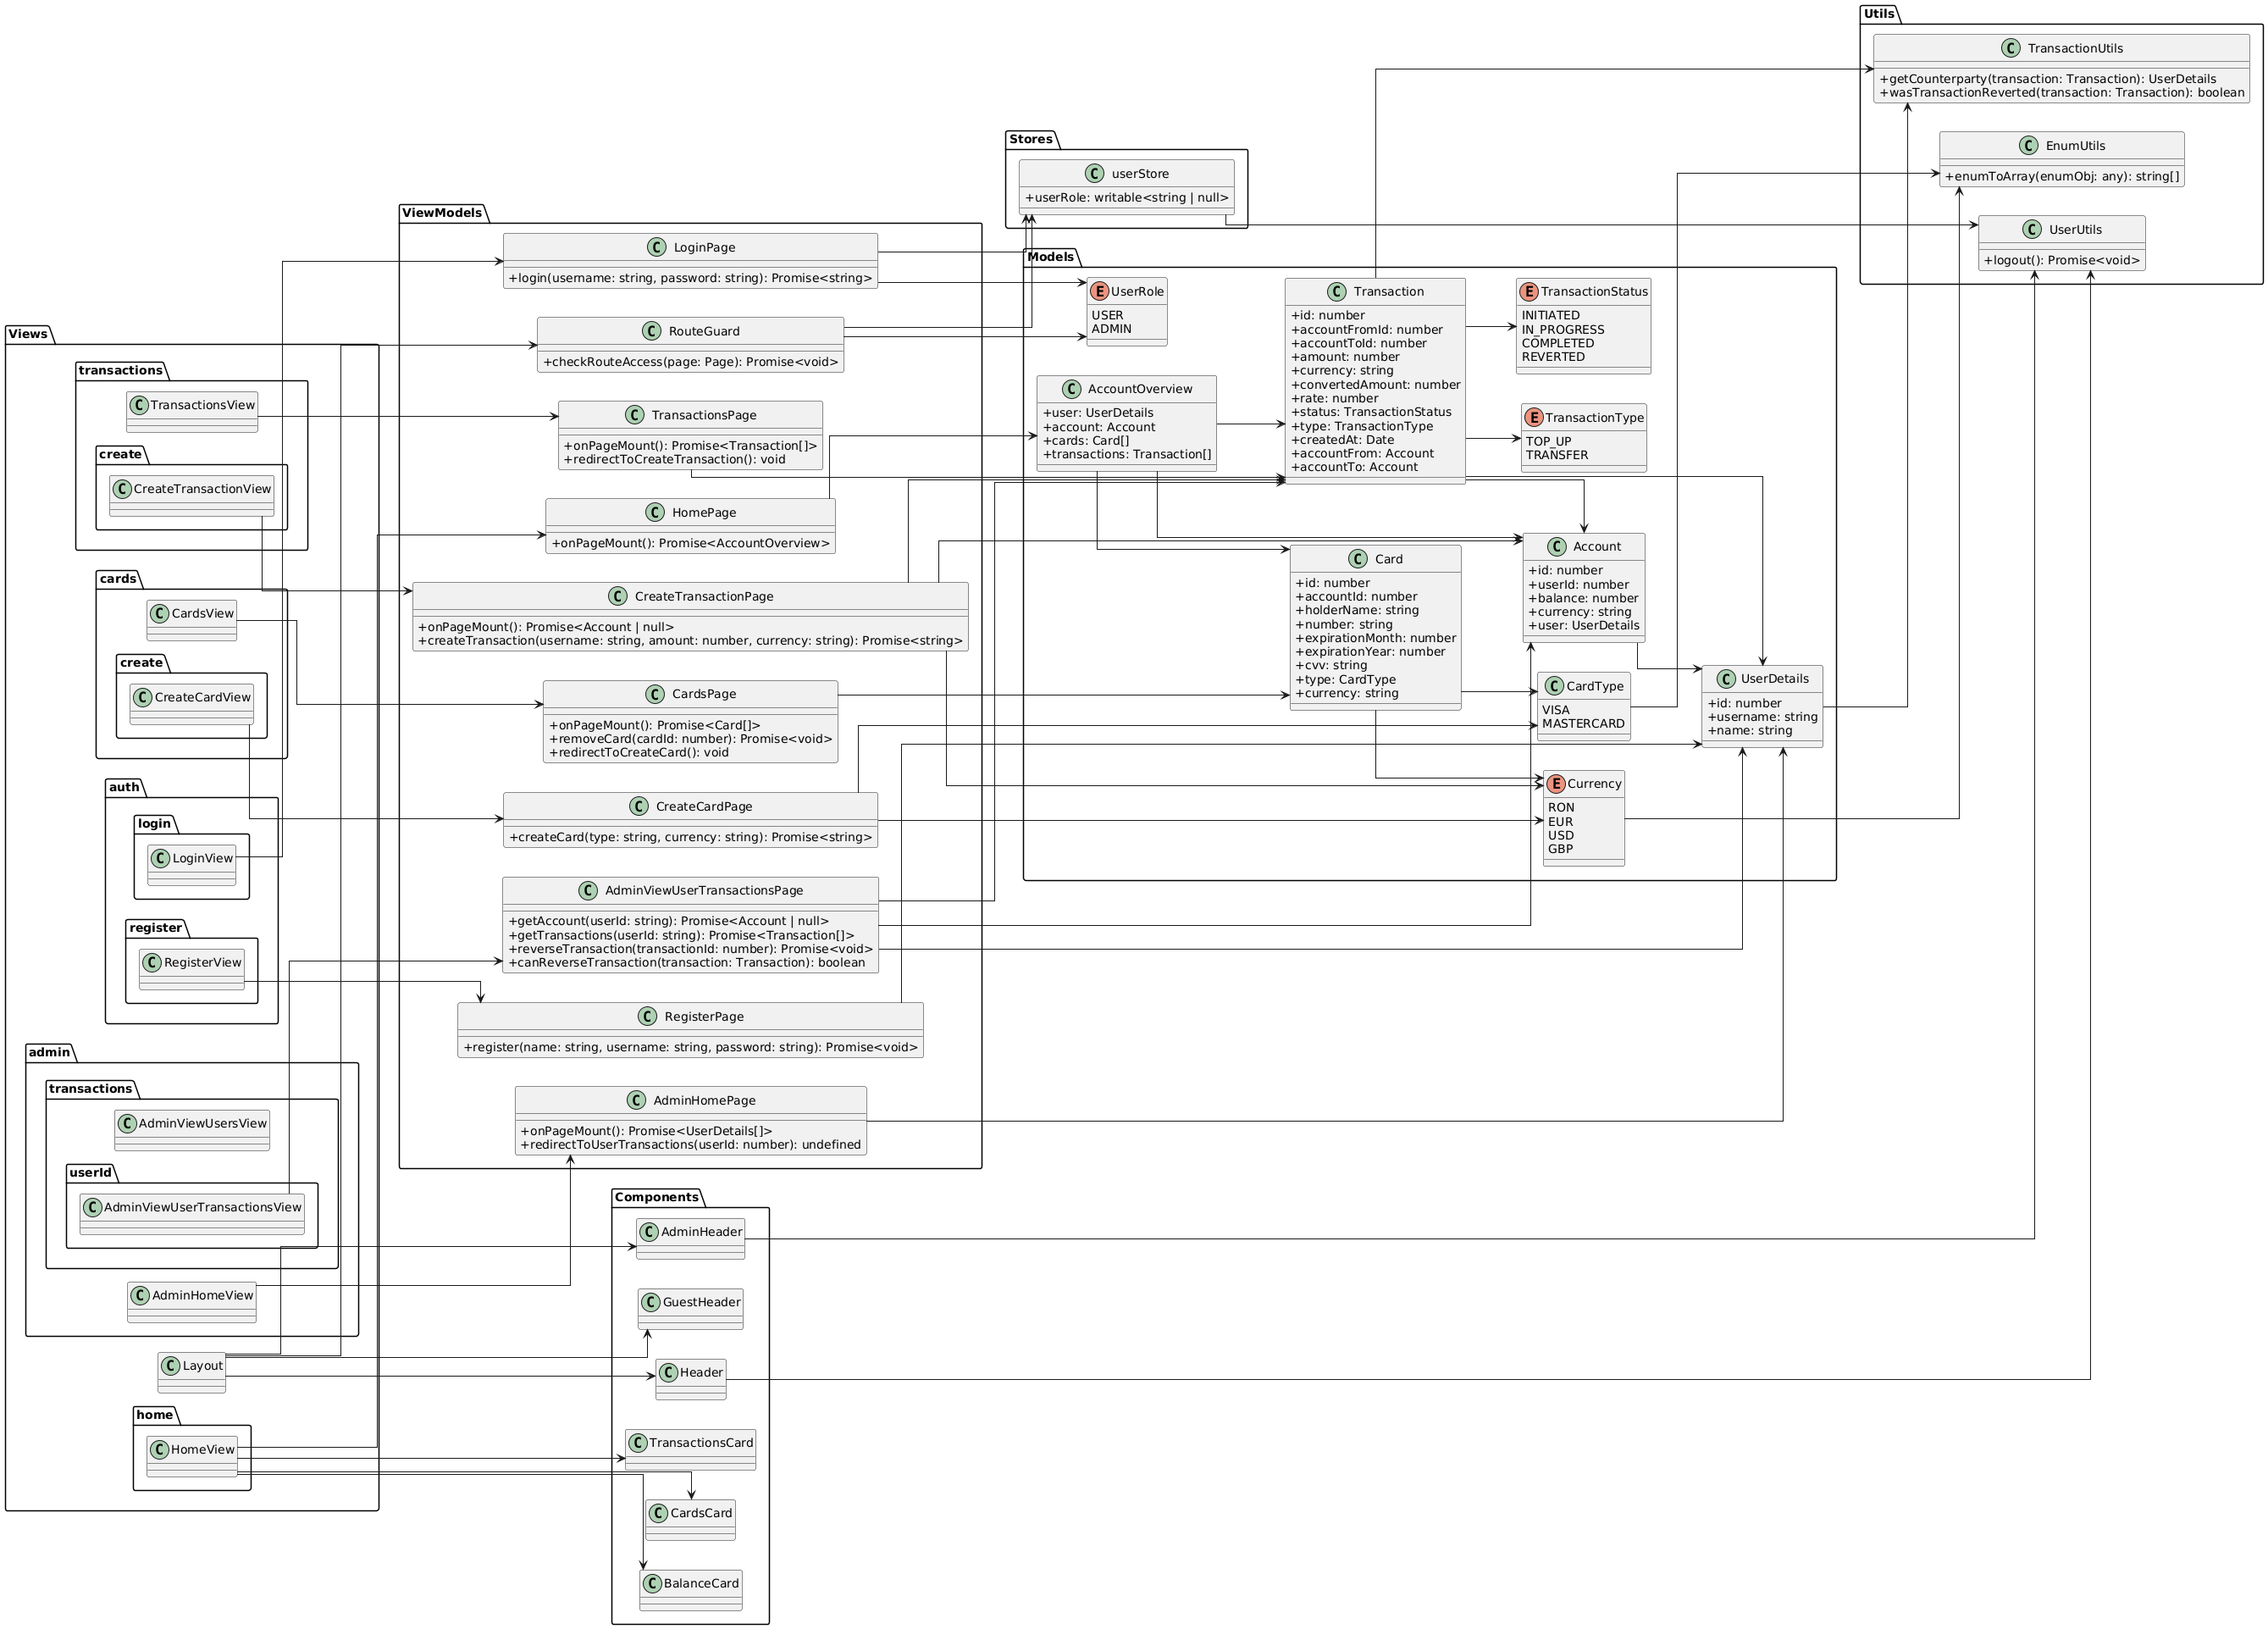 Utils
TransactionUtils
+getCounterparty(transaction: Transaction): UserDetails
+wasTransactionReverted(transaction: Transaction): boolean
EnumUtils
+enumToArray(enumObj: any): string[]
UserUtils
+logout(): Promise<void>
Stores
userStore
+userRole: writable<string | null>
ViewModels
LoginPage
+login(username: string, password: string): Promise<string>
RouteGuard
+checkRouteAccess(page: Page): Promise<void>
TransactionsPage
+onPageMount(): Promise<Transaction[]>
+redirectToCreateTransaction(): void
HomePage
+onPageMount(): Promise<AccountOverview>
CreateTransactionPage
+onPageMount(): Promise<Account | null>
+createTransaction(username: string, amount: number, currency: string): Promise<string>
CardsPage
+onPageMount(): Promise<Card[]>
+removeCard(cardId: number): Promise<void>
+redirectToCreateCard(): void
CreateCardPage
+createCard(type: string, currency: string): Promise<string>
AdminViewUserTransactionsPage
+getAccount(userId: string): Promise<Account | null>
+getTransactions(userId: string): Promise<Transaction[]>
+reverseTransaction(transactionId: number): Promise<void>
+canReverseTransaction(transaction: Transaction): boolean
RegisterPage
+register(name: string, username: string, password: string): Promise<void>
AdminHomePage
+onPageMount(): Promise<UserDetails[]>
+redirectToUserTransactions(userId: number): undefined
Models
UserRole
USER
ADMIN
AccountOverview
+user: UserDetails
+account: Account
+cards: Card[]
+transactions: Transaction[]
Transaction
+id: number
+accountFromId: number
+accountToId: number
+amount: number
+currency: string
+convertedAmount: number
+rate: number
+status: TransactionStatus
+type: TransactionType
+createdAt: Date
+accountFrom: Account
+accountTo: Account
TransactionStatus
INITIATED
IN_PROGRESS
COMPLETED
REVERTED
TransactionType
TOP_UP
TRANSFER
Card
+id: number
+accountId: number
+holderName: string
+number: string
+expirationMonth: number
+expirationYear: number
+cvv: string
+type: CardType
+currency: string
Account
+id: number
+userId: number
+balance: number
+currency: string
+user: UserDetails
CardType
VISA
MASTERCARD
UserDetails
+id: number
+username: string
+name: string
Currency
RON
EUR
USD
GBP
Views
transactions
TransactionsView
create
CreateTransactionView
cards
CardsView
create
CreateCardView
auth
login
LoginView
register
RegisterView
admin
transactions
AdminViewUsersView
userId
AdminViewUserTransactionsView
AdminHomeView
Layout
home
HomeView
Components
AdminHeader
GuestHeader
Header
TransactionsCard
CardsCard
BalanceCard